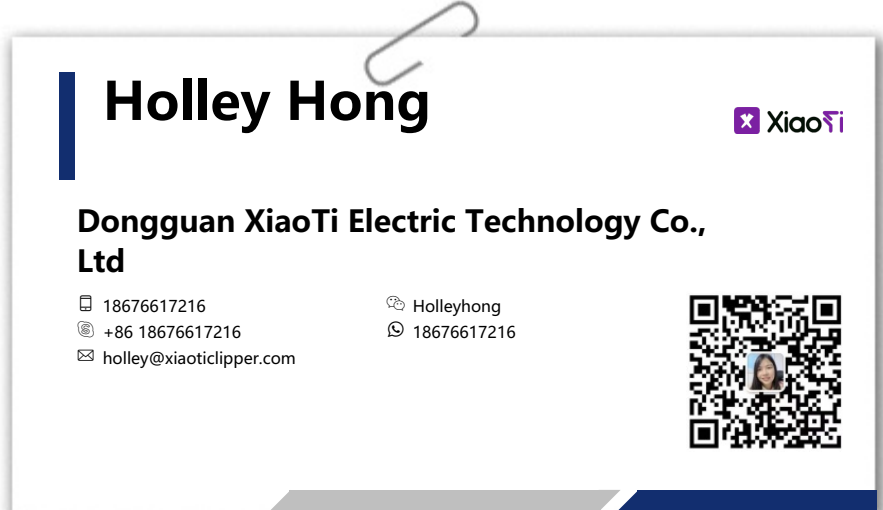 Holley Hong
XiaoTi
Dongguan XiaoTi Electric Technology Co.,
Ltd
18676617216
Holleyhong
+86 18676617216
18676617216
holley@xiaoticlipper.com